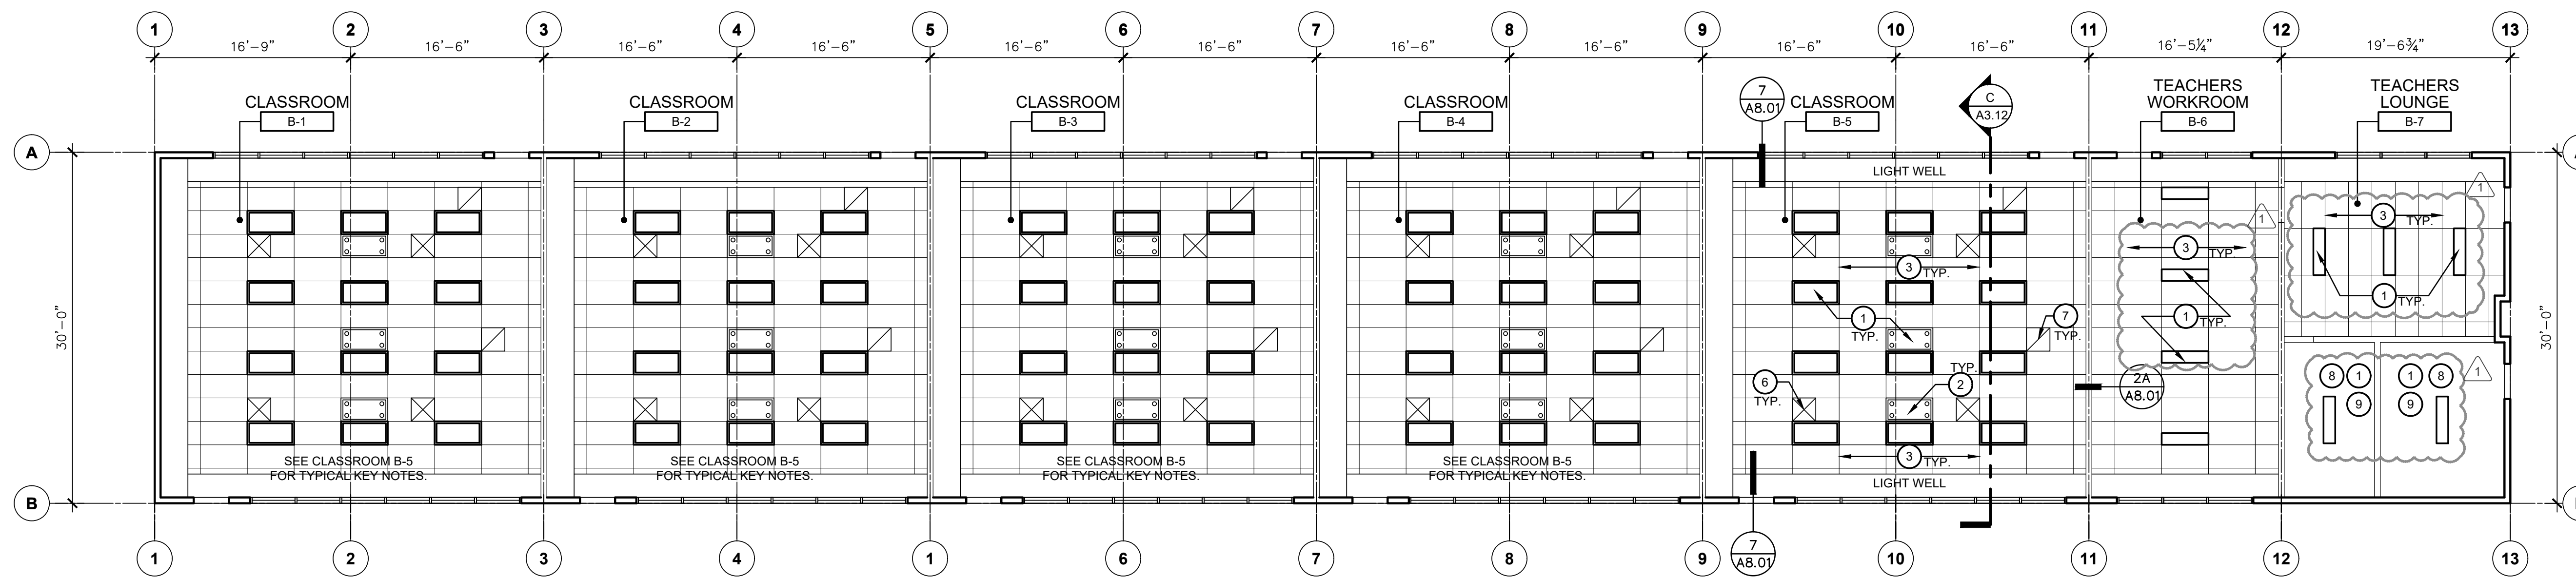 1 2 3 4 5 6 7 8 9 10 11 12 13
16'-9" 16'-6" 16'-6" 16'-6" 16'-6" 16'-6" 16'-6" 16'-6" 16'-6" 16'-6" 16'-5¼" 19'-6¾"
CLASSROOM
B-1
CLASSROOM
B-2
CLASSROOM
B-3
CLASSROOM
B-4
7
A8.01
CLASSROOM
B-5
C
A3.12
TEACHERS
WORKROOM
B-6
TEACHERS
LOUNGE
B-7
A
LIGHT WELL
1
1
3
TYP.
3
TYP.
3
TYP.
1
TYP.
1
TYP.
1
TYP.
7
TYP.
30'-0"
30'-0"
6
TYP.
TYP.
2
2A
A8.01
8 1
9
1 8
9
1
3
TYP.
SEE CLASSROOM B-5
FOR TYPICAL KEY NOTES.
SEE CLASSROOM B-5
FOR TYPICAL KEY NOTES.
SEE CLASSROOM B-5
FOR TYPICAL KEY NOTES.
SEE CLASSROOM B-5
FOR TYPICAL KEY NOTES.
LIGHT WELL
B
7
A8.01
1 2 3 4 1 6 7 8 9 10 11 12 13